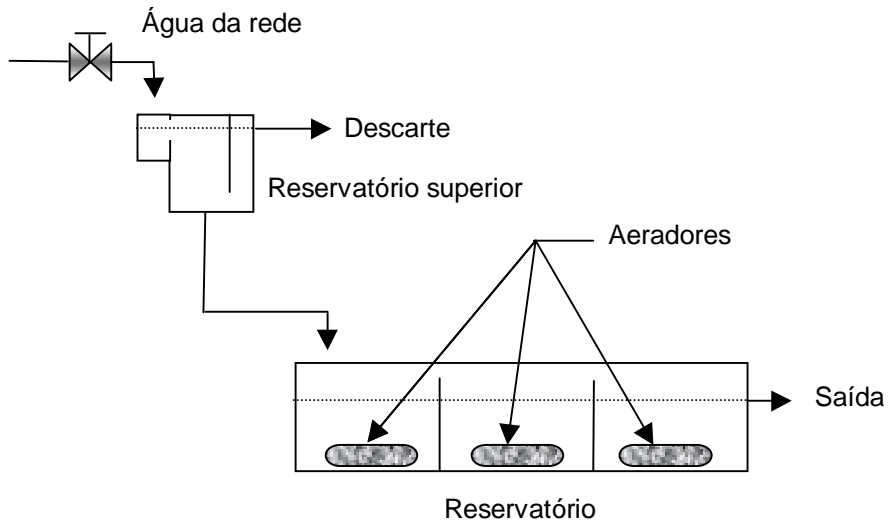 Água da rede
Descarte
Reservatório superior
Aeradores
Saída
Reservatório